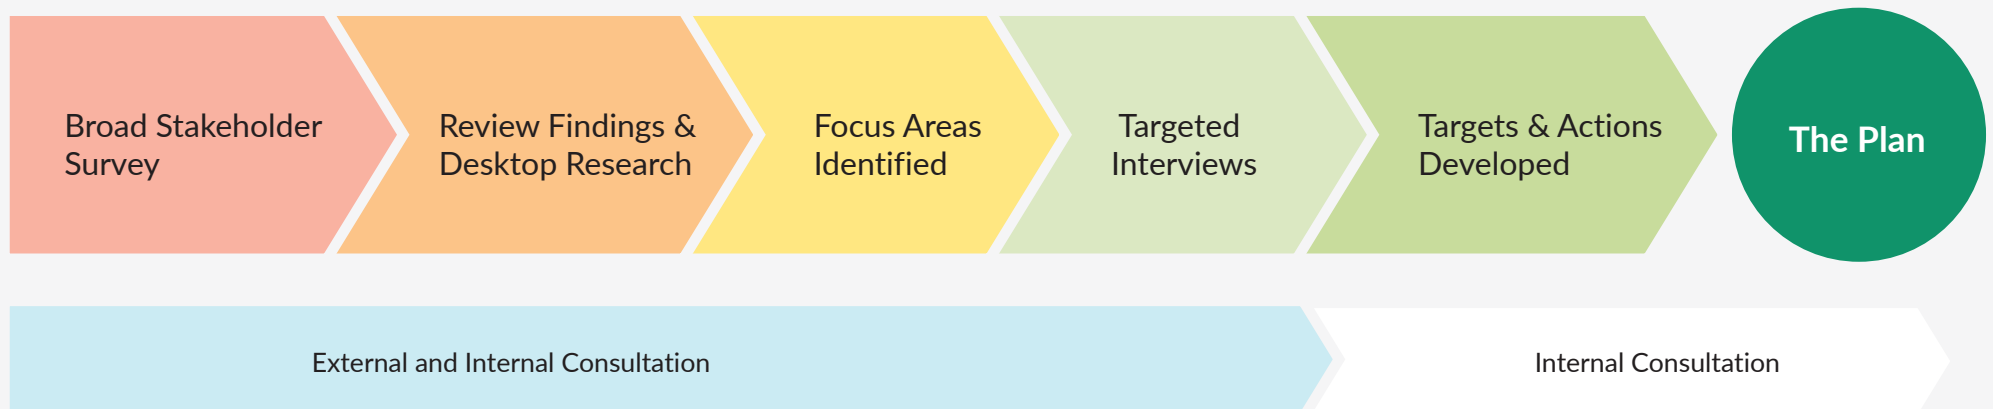 Broad Stakeholder
Survey
Review Findings &
Desktop Research
Focus Areas
Identified
Targeted
Interviews
Targets & Actions
Developed
The Plan
External and Internal Consultation
Internal Consultation